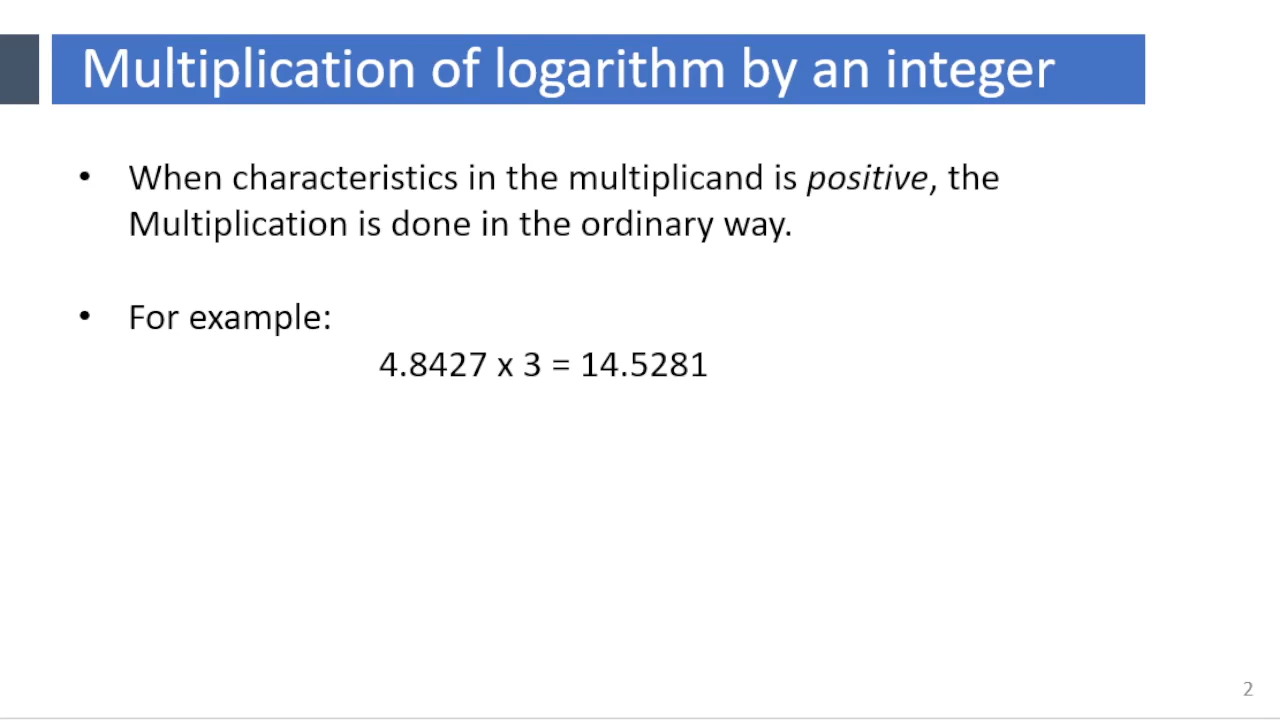 Multiplication of logarithm by an integer
• When characteristics in the multiplicand is positive, the
Multiplication is done in the ordinary way.
• For example:
4.8427 x 3 = 14.5281
2